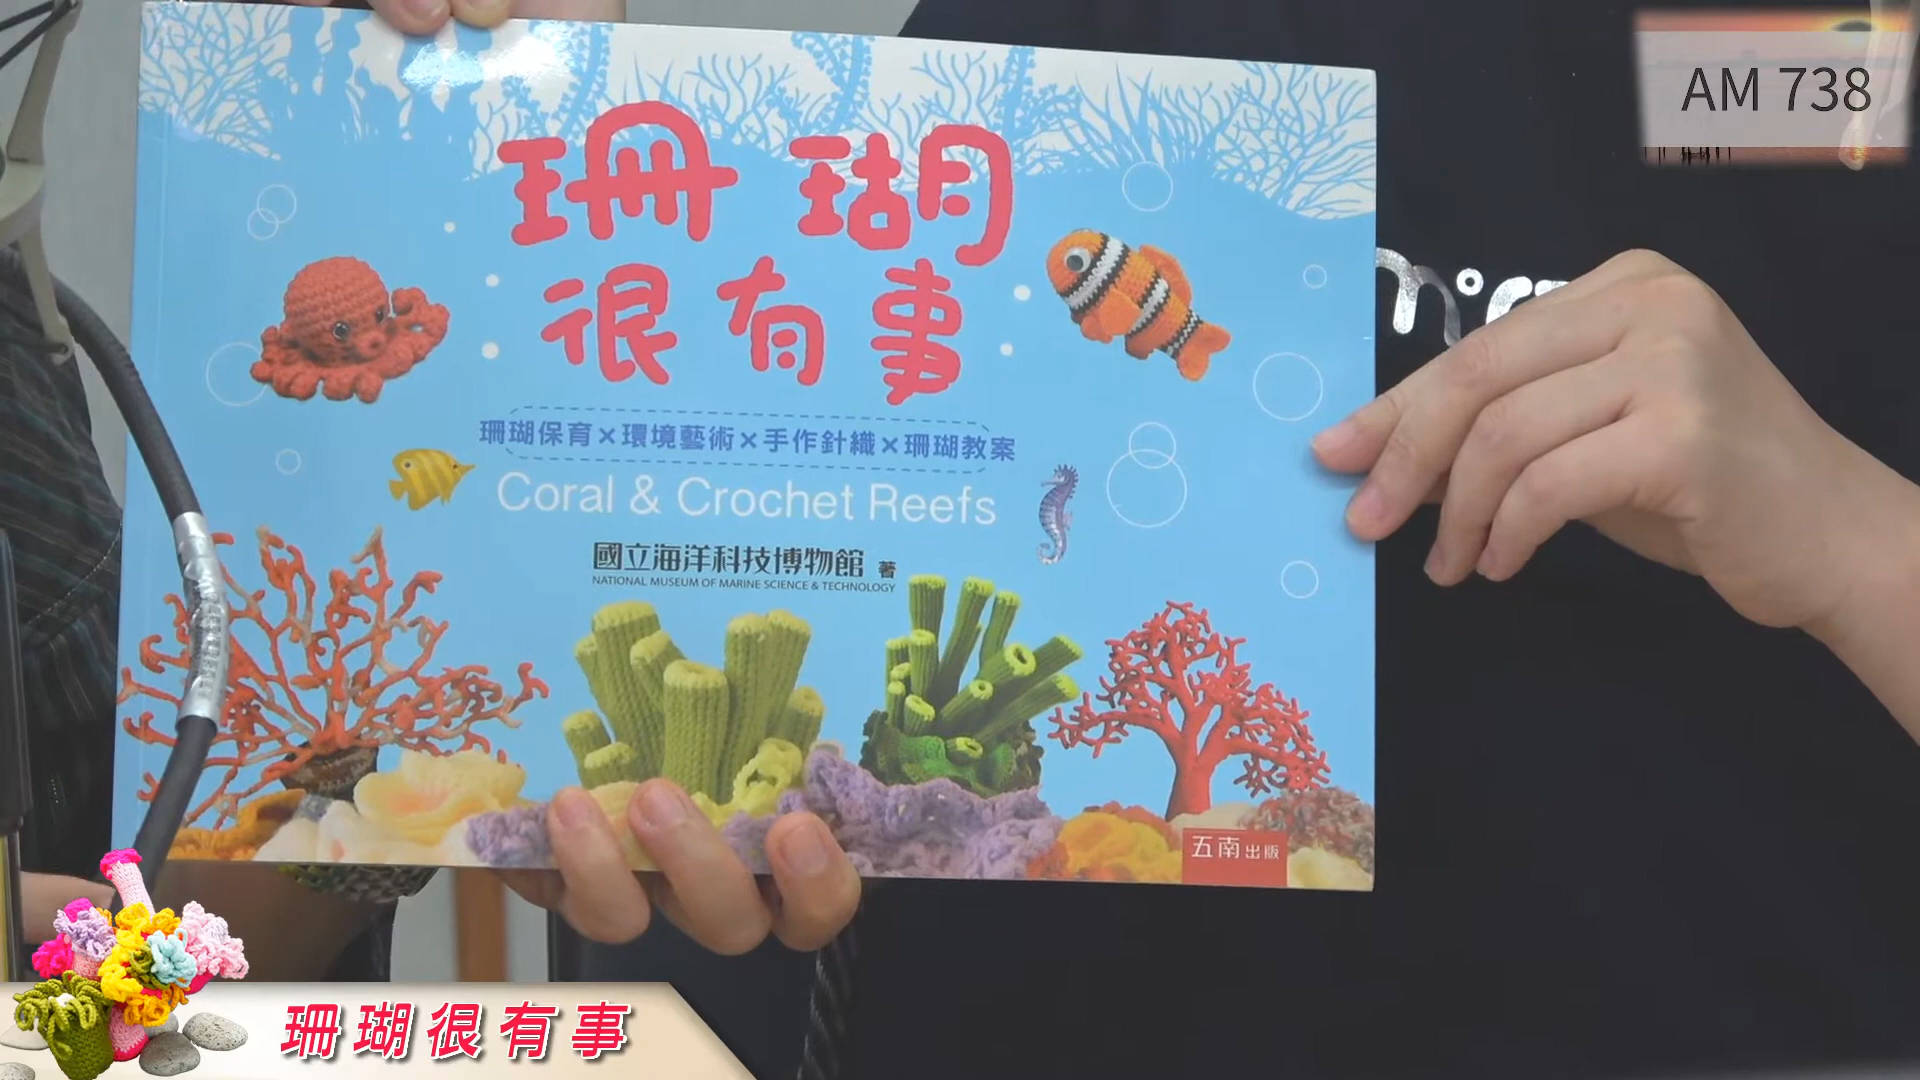 AM 738
珊瑚
很有事
珊瑚保育×環境藝術×手作針織×珊瑚教案
Coral & Crochet Reefs
國立海洋科技博物館 著
NATIONAL MUSEUM OF MARINE SCIENCE & TECHNOLOGY
五南出版
珊瑚很有事